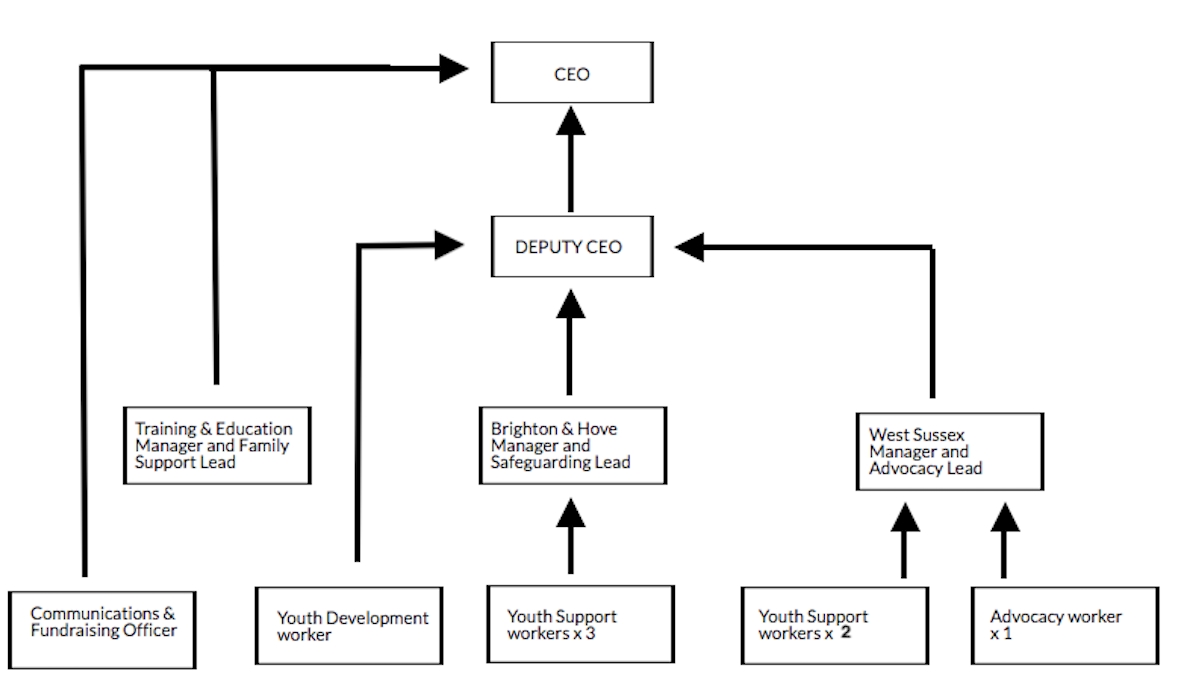 CEO
DEPUTY CEO
Training & Education
Manager and Family
Support Lead
Brighton & Hove
Manager and
Safeguarding Lead
West Sussex
Manager and
Advocacy Lead
Communications &
Fundraising Officer
Youth Development
worker
Youth Support
workers x 3
Youth Support
workers x 2
Advocacy worker
x 1